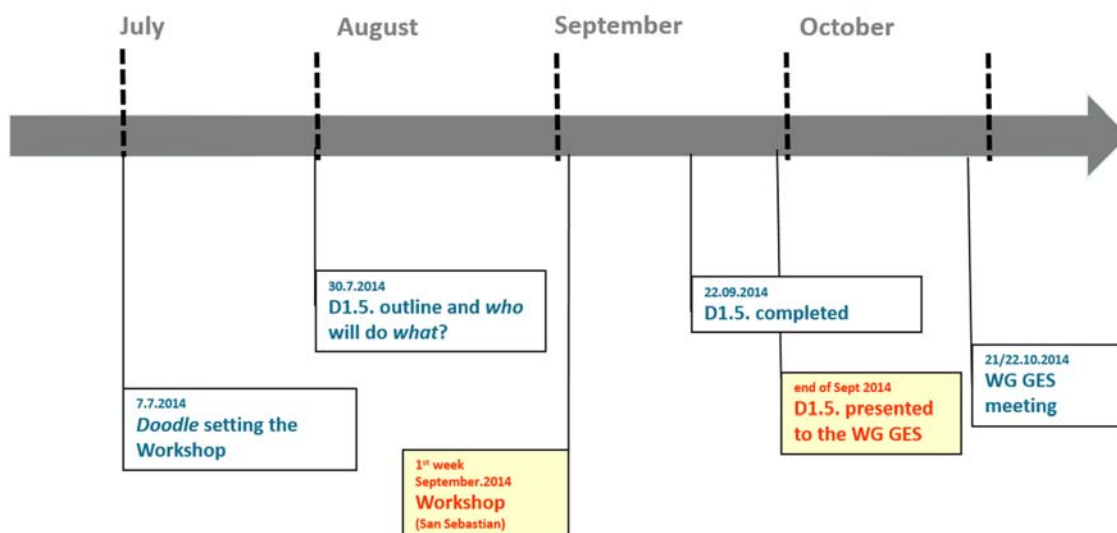 July
August
September
October
30.7.2014
D1.5. outline and who
will do what?
22.09.2014
D1.5. completed
21/22.10.2014
WG GES
meeting
7.7.2014
Doodle setting the
Workshop
end of Sept 2014
D1.5. presented
to the WG GES
1st week
September.2014
Workshop
(San Sebastian)